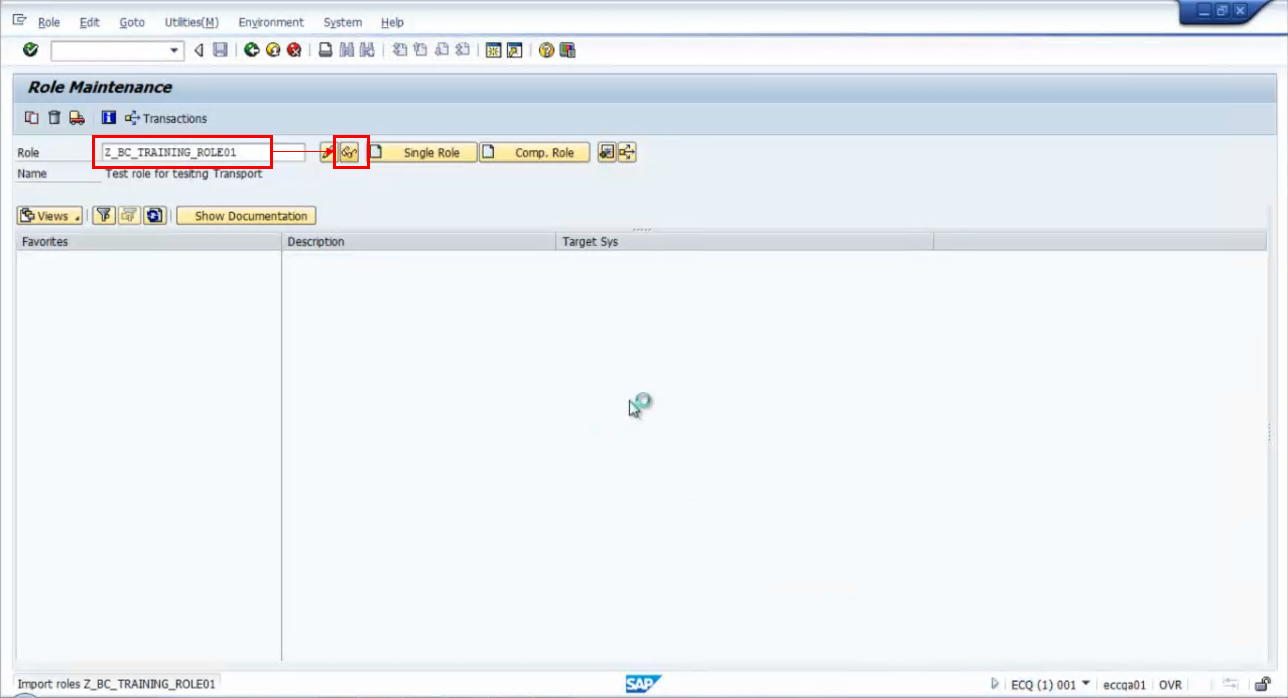 Role Edit Goto Utilities(M) Environment System Help
Role Maintenance
Transactions
Role Z_BC_TRAINING_ROLE01 Single Role Comp. Role
Name Test role for tesitng Transport
Views Show Documentation
Favorites Description Target Sys
Import roles Z_BC_TRAINING_ROLE01 SAP ECQ (1) 001 eccqa01 OVR